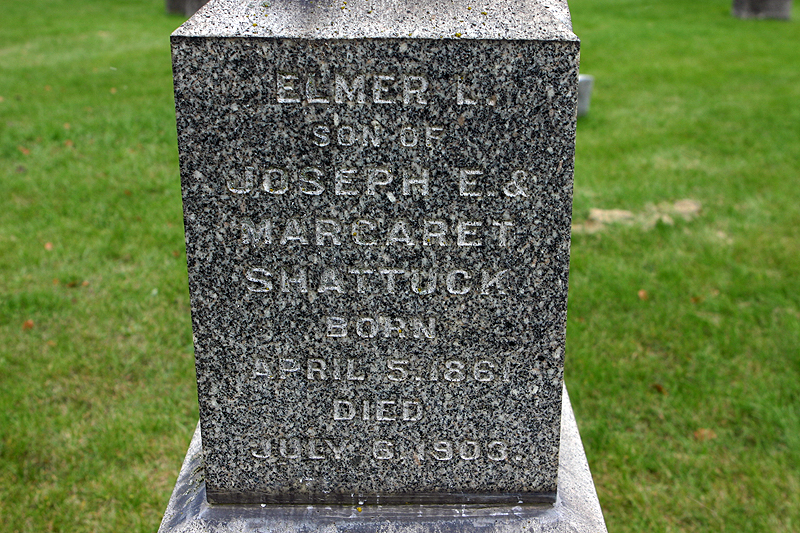 ELMER L.
SON OF
JOSEPH E. &
MARGARET
SHATTUCK
BORN
APRIL 5, 1861
DIED
JULY 6, 1903.